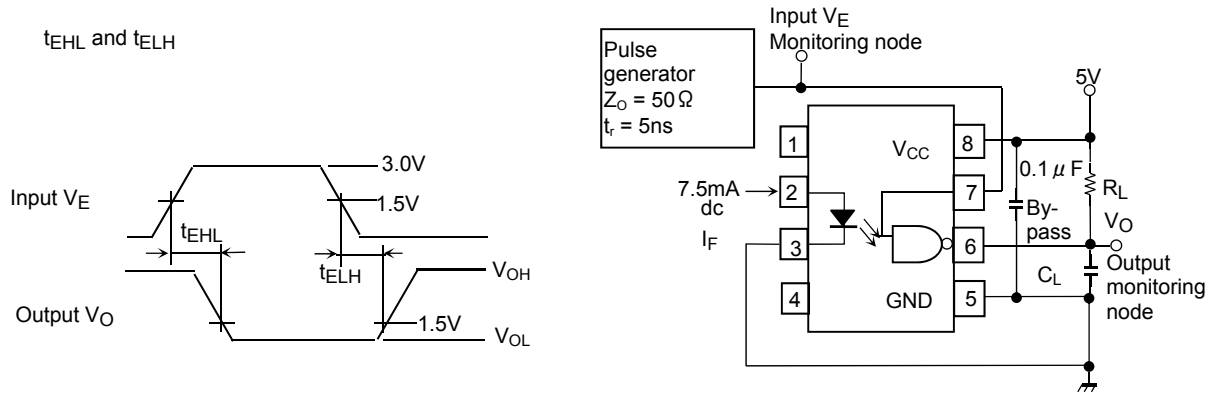 tEHL and tELH
Input VE
3.0V
1.5V
tEHL
tELH
Output VO
VOH
1.5V
VOL
Input VE
Monitoring node
Pulse
generator
ZO = 50Ω
tr = 5ns
5V
1
VCC
8
0.1μF
7.5mA
dc
2
7
RL
By-
pass
VO
IF
3
6
4
GND
5
CL
Output
monitoring
node